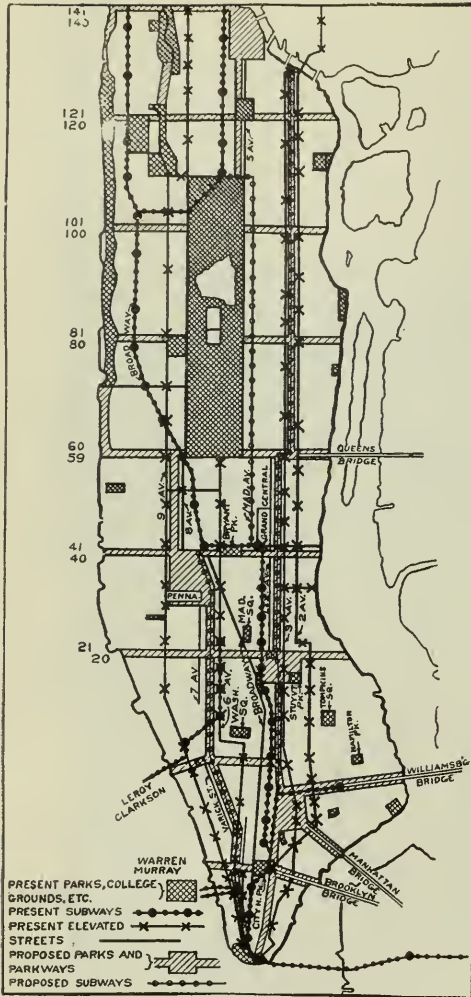 141
140
121
120
5 AV.
101
100
81
80
BROADWAY
60
59
QUEENS
BRIDGE
9 AV.
8 AV.
BRYANT
PK.
MAD. AV.
GRAND CENTRAL
41
40
PENNA.
MAD.
SQ.
3 AV.
2 AV.
21
20
7 AV.
6 AV.
WASH.
SQ.
BROADWAY
STUYVT
PK.
TOMPKINS
SQ.
HAMILTON
PK.
LEROY
CLARKSON
VARICK ST.
WILLIAMSB'G
BRIDGE
MANHATTAN
BRIDGE
WARREN
MURRAY
CITY H. PK.
BROOKLYN
BRIDGE
PRESENT PARKS, COLLEGE
GROUNDS, ETC.
PRESENT SUBWAYS
PRESENT ELEVATED
STREETS
PROPOSED PARKS AND
PARKWAYS
PROPOSED SUBWAYS